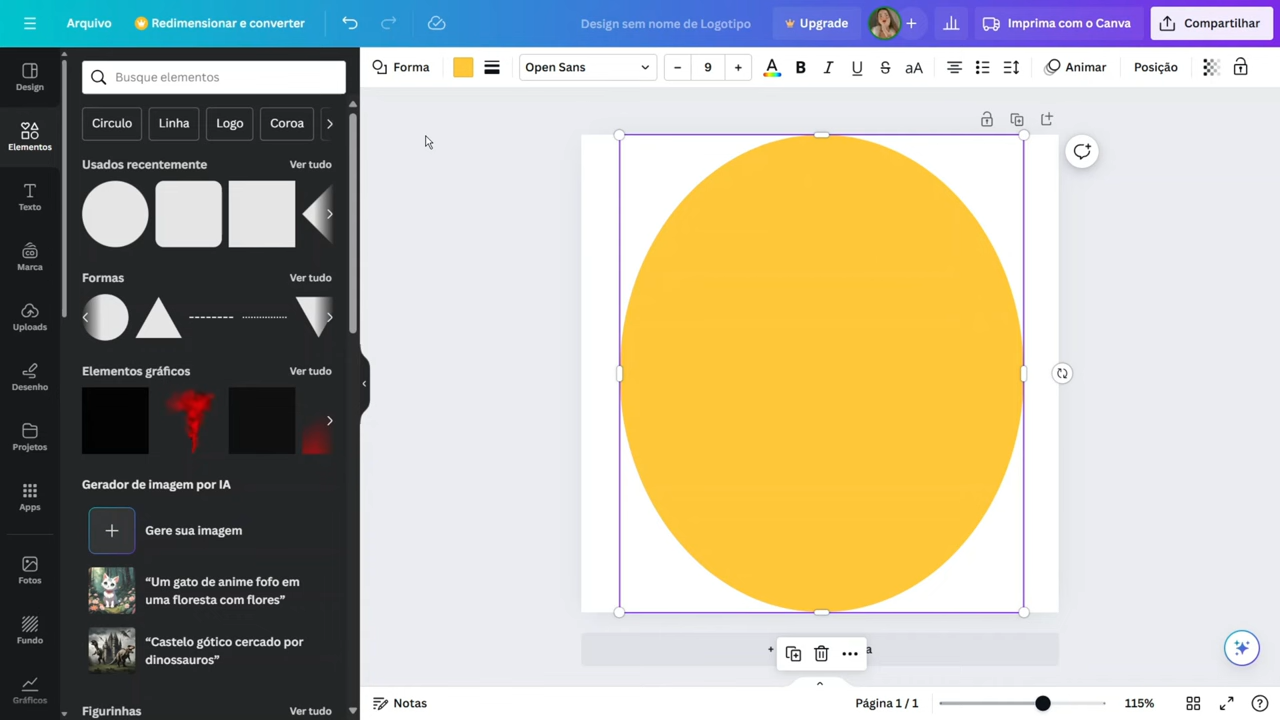 Arquivo
Redimensionar e converter
Design sem nome de Logotipo
Upgrade
Imprima com o Canva
Compartilhar
Forma
Open Sans
9
A
B
I
U
S
aA
Animar
Posição
Design
Elementos
Texto
Marca
Uploads
Desenho
Projetos
Apps
Fotos
Fundo
Gráficos
Busque elementos
Circulo
Linha
Logo
Coroa
Usados recentemente
Ver tudo
Formas
Ver tudo
Elementos gráficos
Ver tudo
Gerador de imagem por IA
Gere sua imagem
“Um gato de anime fofo em
uma floresta com flores”
“Castelo gótico cercado por
dinossauros”
Figurinhas
Ver tudo
Notas
Página 1 / 1
115%